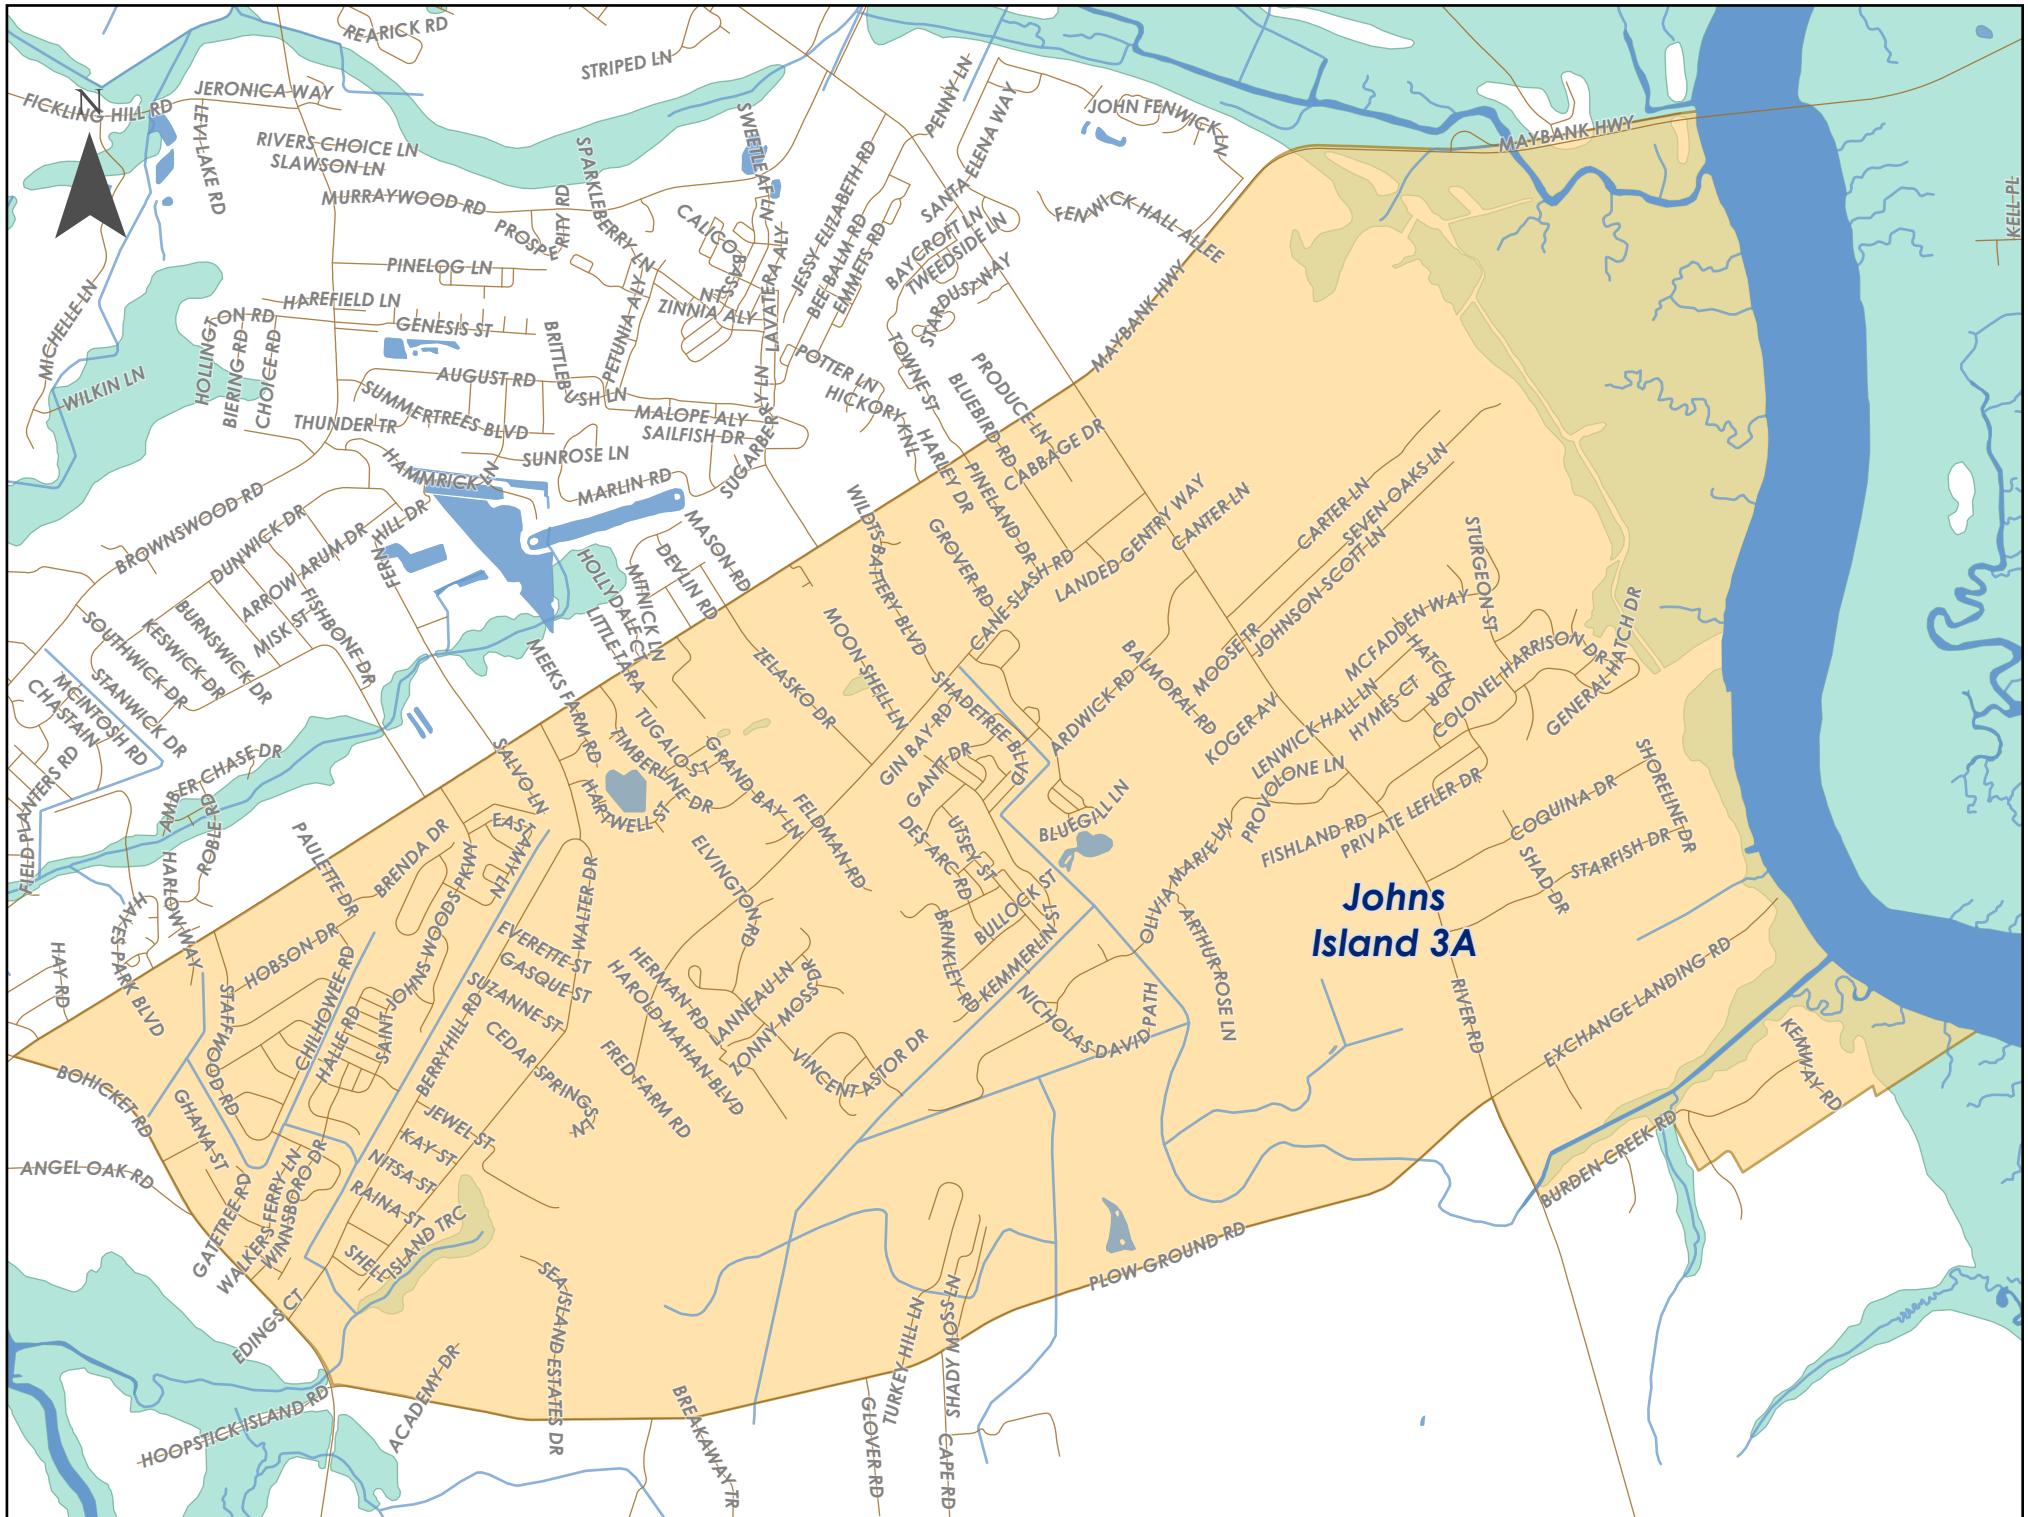 REARICK RD
STRIPED LN
PENNY LN
JERONICA WAY
N
FICKLING HILL RD
LEVI LAKE RD
RIVERS CHOICE LN
SLAWSON LN
MURRAYWOOD RD
SPARKLEBERRY LN
SWEETLEAF LN
JOHN FENWICK LN
MAYBANK HWY
KELL PL
SANTA ELENA WAY
FENWICK HALL ALLEE
PROSPERITY RD
CALICO BASS
NT
JESSY ELIZABETH RD
BEE BALM RD
EMMETS RD
BAYCROFT LN
TWEEDSIDE LN
STARDUST WAY
PINELOG LN
HAREFIELD LN
GENESIS ST
ZINNIA ALY
LAVATERA ALY
PETUNIA ALY
MICHELLE LN
WILKIN LN
HOLLINGTON RD
BIERING RD
CHOICE RD
AUGUST RD
BRITTLEBUSH LN
SUMMERTREES BLVD
THUNDER TR
MALOPE ALY
SAILFISH DR
SUGARBERRY LN
POTTER LN
HICKORY KNL
TOWNE ST
PRODUCE LN
BLUEBIRD RD
MAYBANK HWY
CABBAGE DR
HARLEY DR
PINELAND DR
HAMMRICK LN
SUNROSE LN
MARLIN RD
BROWNSWOOD RD
DUNWICK DR
ARROW ARUM DR
FERN HILL DR
MISK ST
FISHBONE DR
BURNSWICK DR
KESWICK DR
SOUTHWICK DR
STANWICK DR
MCINTOSH RD
CHASTAIN
FIELD PLANTERS RD
AMBER CHASE DR
ROBLE RD
HARLOW WAY
HAYES PARK BLVD
HAY RD
MASON RD
DEVLIN RD
MITNICK LN
HOLLYDALE CT
LITTLE TARA
MEEKS FARM RD
WILDTS BATTERY BLVD
GROVER RD
CANE SLASH RD
LANDED GENTRY WAY
CANTER LN
CARTER LN
SEVEN OAKS LN
JOHNSON SCOTT LN
STURGEON ST
MCFADDEN WAY
HATCH DR
COLONEL HARRISON DR
GENERAL HATCH DR
MOON SHELL LN
ZELASKO DR
SHADETREE BLVD
GIN BAY RD
GANTT DR
ARDWICK RD
BALMORAL RD
MOOSE TR
KOGER AV
LENWICK HALL LN
HYMES CT
PROVOLONE LN
TUGALO ST
TIMBERLINE DR
GRAND BAY LN
HARTWELL ST
FELDMAN RD
SALVO LN
EAST AMY LN
WALTER DR
ELVINGTON RD
DES ARC RD
UTSEY ST
BLUEGILL LN
FISHLAND RD
PRIVATE LEFLER DR
COQUINA DR
SHORELINE DR
STARFISH DR
SHAD DR
PAULETTE DR
BRENDA DR
HOBSON DR
SAINT JOHNS WOODS PKWY
CHILHOWEE RD
HALLE RD
STAFFWOOD RD
OOM
EVERETTE ST
GASQUE ST
SUZANNE ST
BERRYHILL RD
CEDAR SPRINGS LN
HERMAN RD
HAROLD MAHAN BLVD
LANNEAU LN
ZONNY MOSS DR
FRED FARM RD
VINCENT ASTOR DR
BRINKLEY RD
BULLOCK ST
KEMMERLIN ST
NICHOLAS DAVID PATH
OLIVIA MARIE LN
ARTHUR ROSE LN
Johns
Island 3A
RIVER RD
EXCHANGE LANDING RD
KEMWAY RD
BURDEN CREEK RD
BOHICKET RD
GHANA ST
ANGEL OAK RD
GATETREE RD
WALKERS FERRY LN
WINNSBORO DR
JEWEL ST
KAY ST
NITSA ST
RAINA ST
SHELL ISLAND TRC
EDINGS CT
SEA ISLAND ESTATES DR
ACADEMY DR
HOOPSTICK ISLAND RD
BREAKAWAY TR
TURKEY HILL LN
SHADY MOSS LN
GLOVER RD
CAPE RD
PLOW GROUND RD